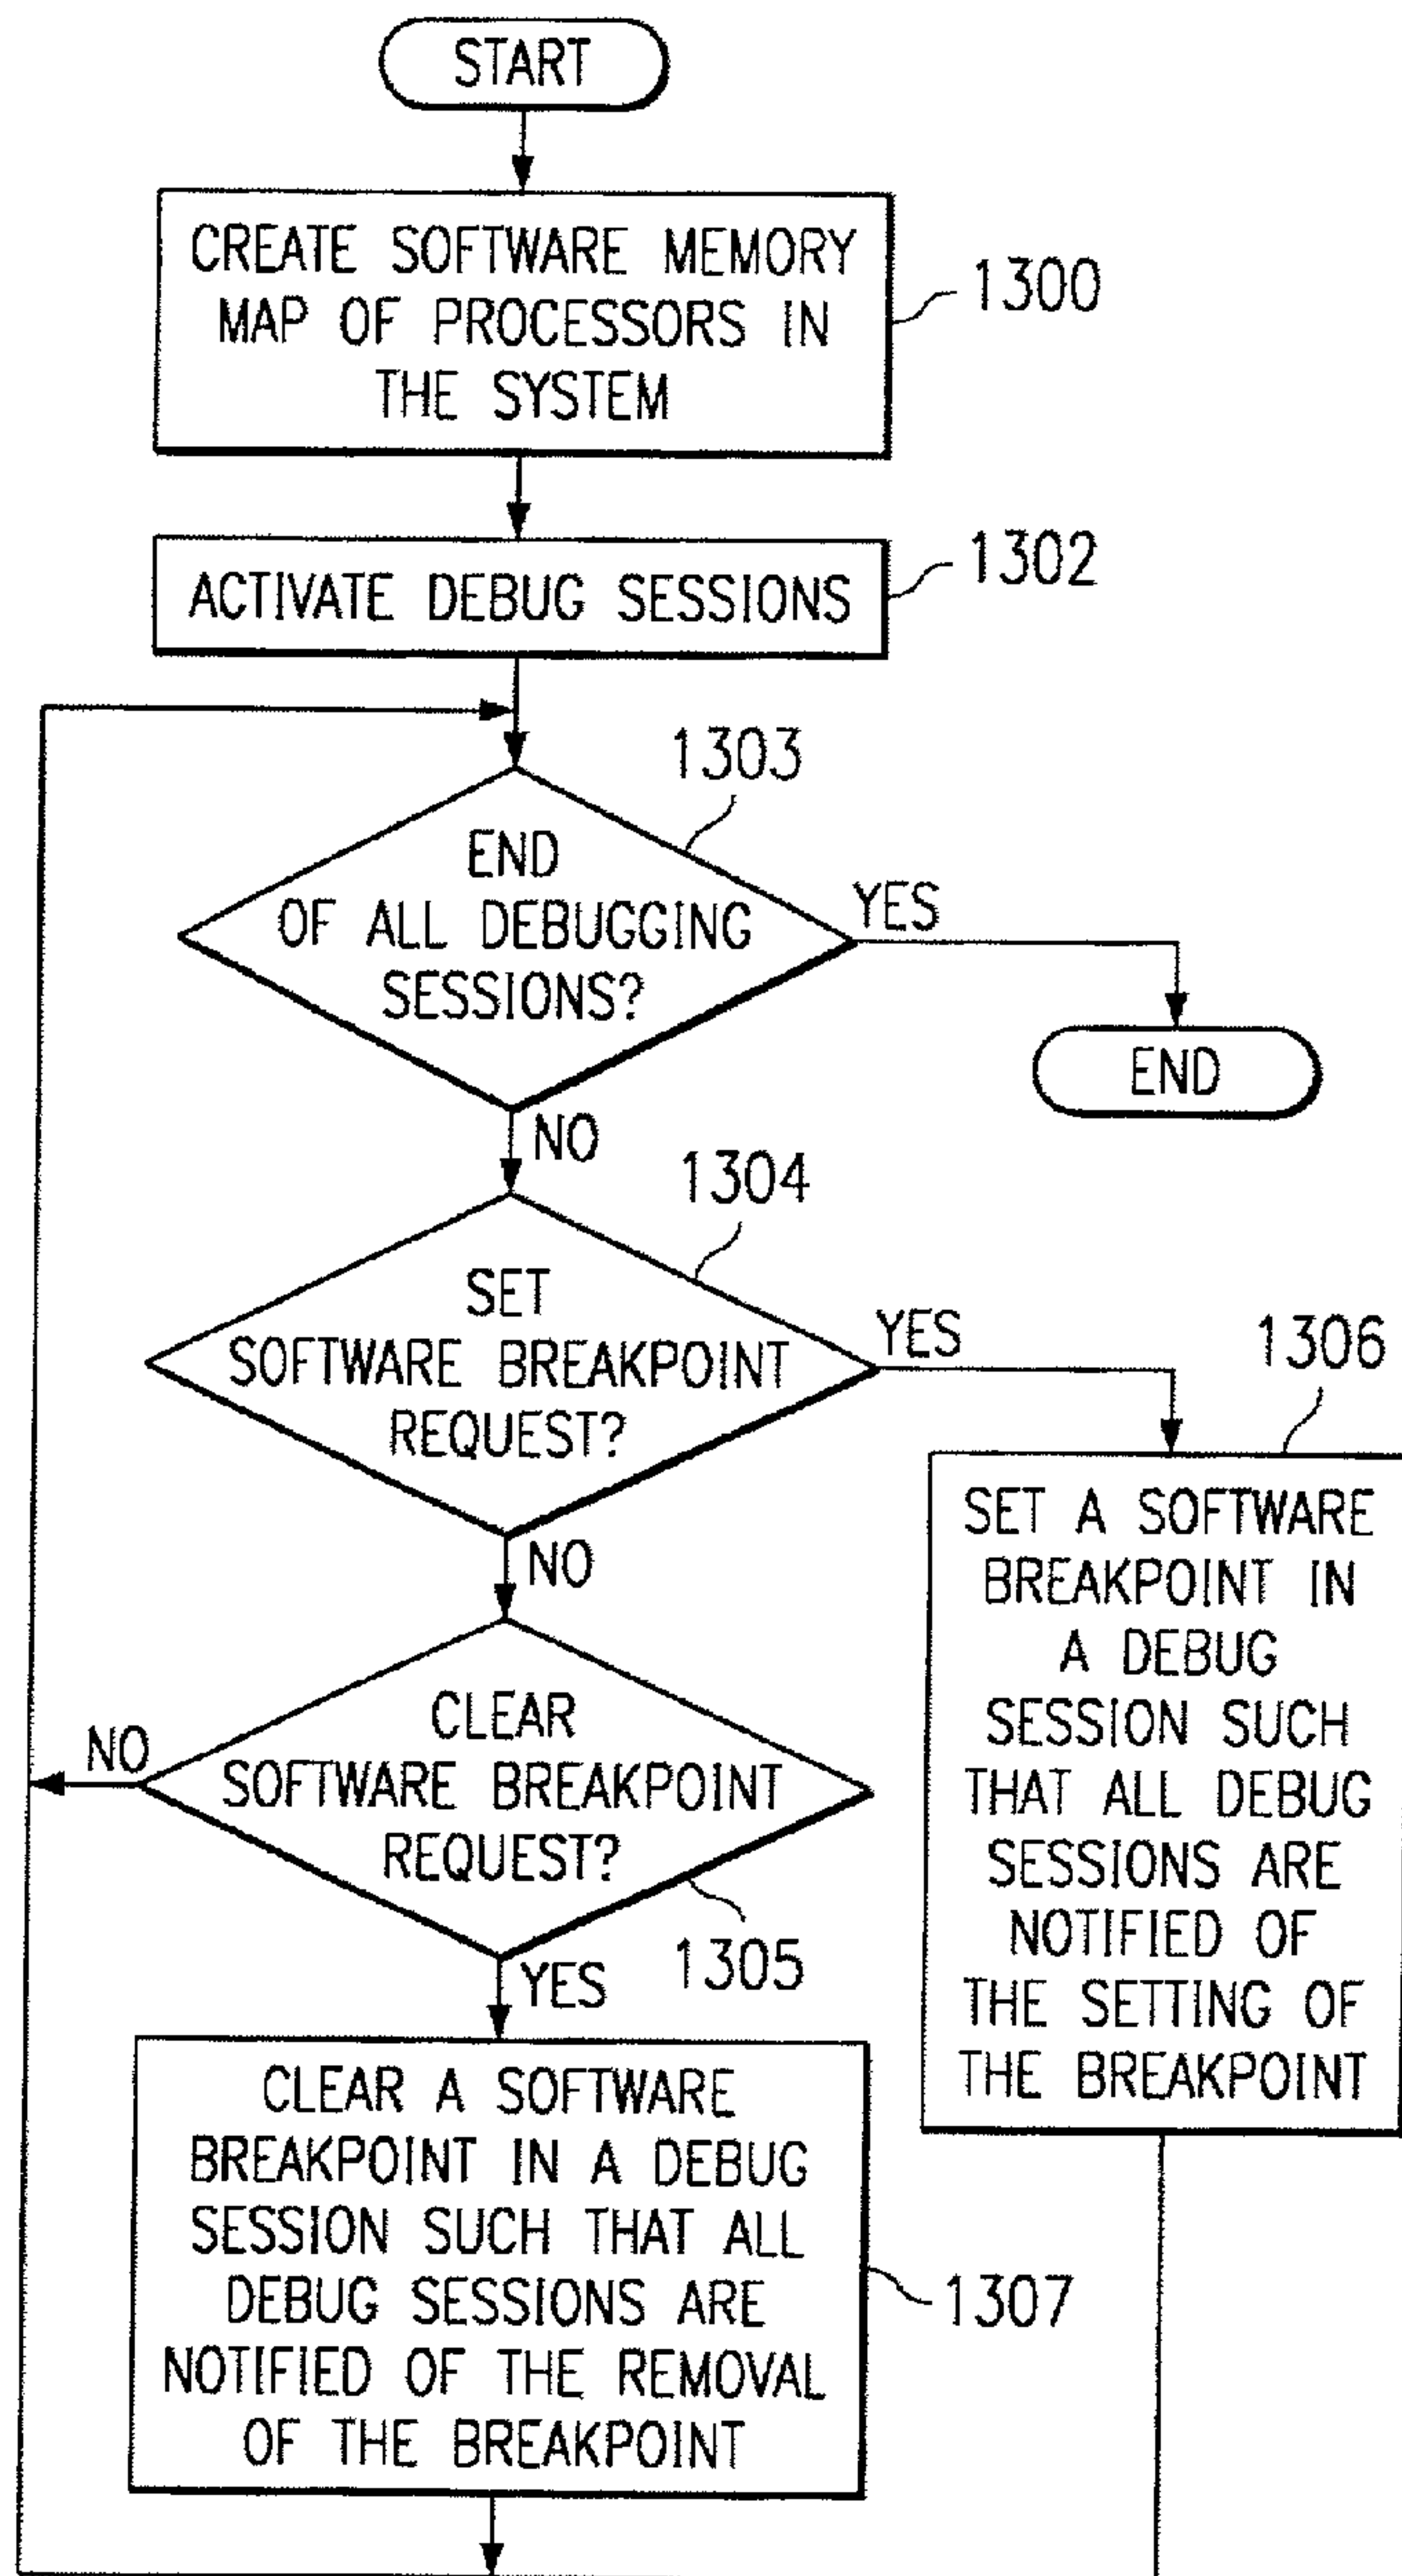 START
CREATE SOFTWARE MEMORY
MAP OF PROCESSORS IN
THE SYSTEM
1300
ACTIVATE DEBUG SESSIONS
1302
1303
END
OF ALL DEBUGGING
SESSIONS?
YES
END
NO
1304
SET
SOFTWARE BREAKPOINT
REQUEST?
YES
1306
SET A SOFTWARE
BREAKPOINT IN
A DEBUG
SESSION SUCH
THAT ALL DEBUG
SESSIONS ARE
NOTIFIED OF
THE SETTING OF
THE BREAKPOINT
NO
CLEAR
SOFTWARE BREAKPOINT
REQUEST?
NO
1305
YES
CLEAR A SOFTWARE
BREAKPOINT IN A DEBUG
SESSION SUCH THAT ALL
DEBUG SESSIONS ARE
NOTIFIED OF THE REMOVAL
OF THE BREAKPOINT
1307